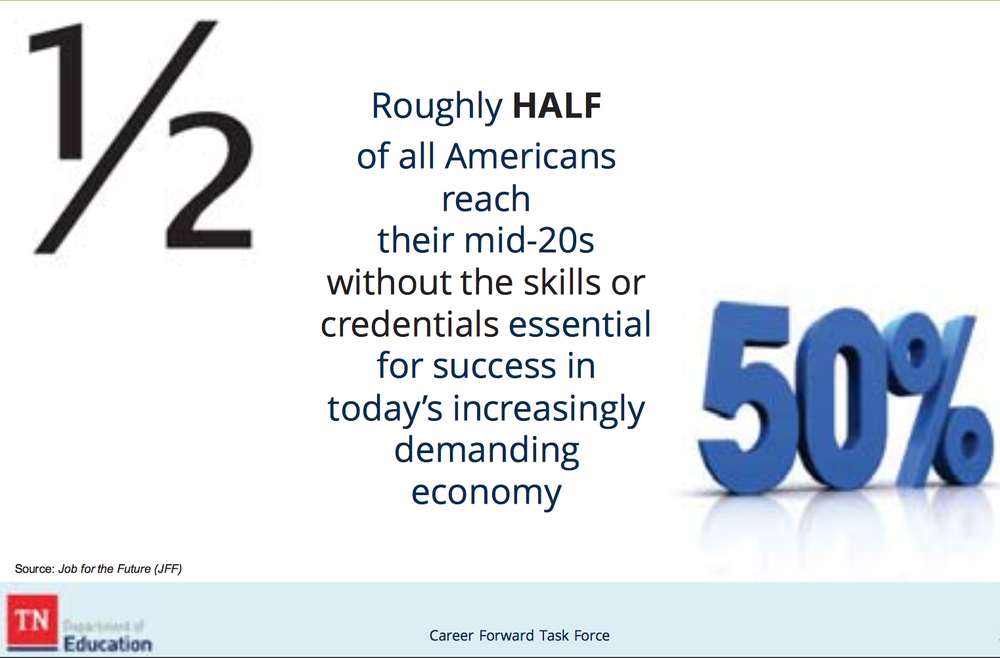 ½
Roughly HALF
of all Americans
reach
their mid-20s
without the skills or
credentials essential
for success in
today’s increasingly
demanding
economy
50%
Source: Job for the Future (JFF)
TN
Department of
Education
Career Forward Task Force